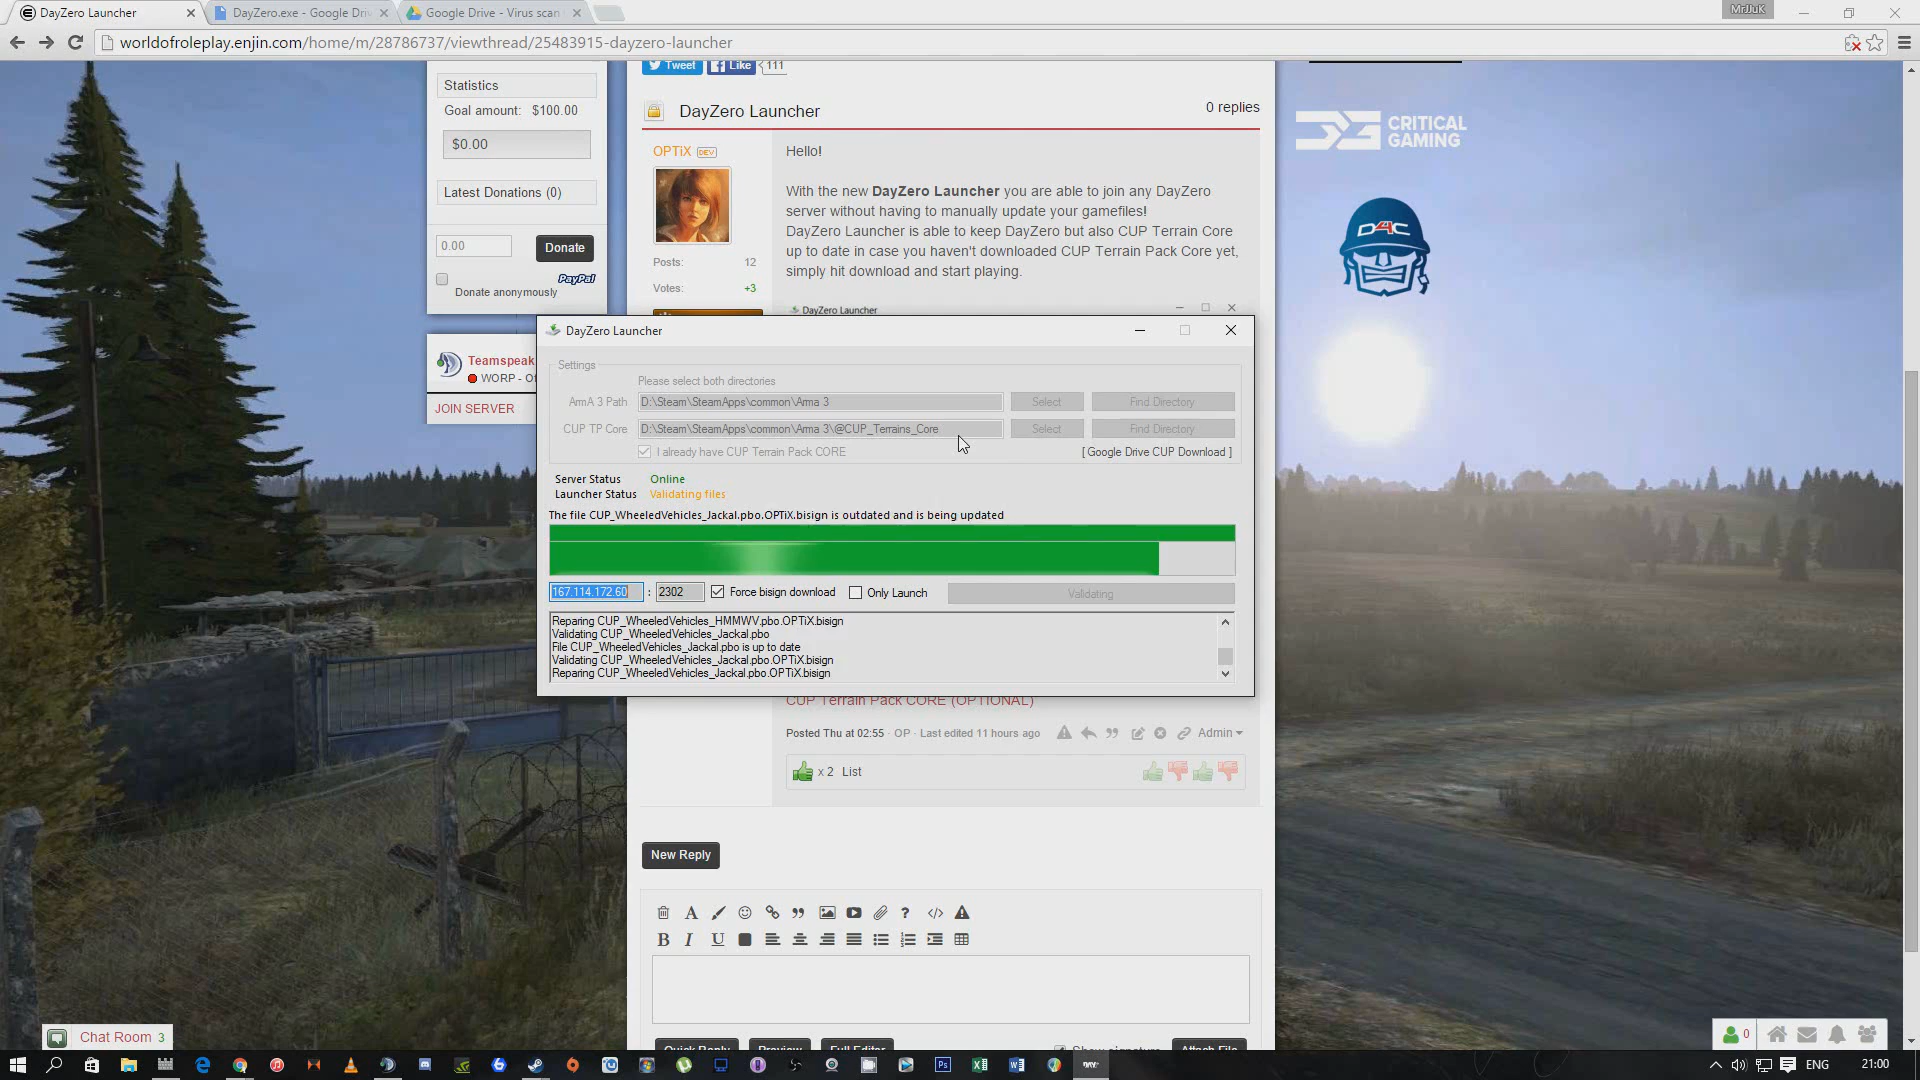 DayZero Launcher
DayZero.exe - Google Dri
Google Drive - Virus scan
MrJJuK
worldofroleplay.enjin.com/home/m/28786737/viewthread/25483915-dayzero-launcher
Tweet
Like
111
Statistics
Goal amount: $100.00
$0.00
Latest Donations (0)
0.00
Donate
Donate anonymously
PayPal
Teamspeak
WORP - Of
JOIN SERVER
DayZero Launcher
0 replies
OPTiX DEV
Posts: 12
Votes: +3
Hello!
With the new DayZero Launcher you are able to join any DayZero
server without having to manually update your gamefiles!
DayZero Launcher is able to keep DayZero but also CUP Terrain Core
up to date in case you haven't downloaded CUP Terrain Pack Core yet,
simply hit download and start playing.
DayZero Launcher
CRITICAL
GAMING
D4C
DayZero Launcher
Settings
Please select both directories
ArmA 3 Path
D:\Steam\SteamApps\common\Arma 3
Select
Find Directory
CUP TP Core
D:\Steam\SteamApps\common\Arma 3\@CUP_Terrains_Core
Select
Find Directory
I already have CUP Terrain Pack CORE
[ Google Drive CUP Download ]
Server Status Online
Launcher Status Validating files
The file CUP_WheeledVehicles_Jackal.pbo.OPTiX.bisign is outdated and is being updated
167.114.172.60 : 2302
Force bisign download
Only Launch
Validating
Reparing CUP_WheeledVehicles_HMMWV.pbo.OPTiX.bisign
Validating CUP_WheeledVehicles_Jackal.pbo
File CUP_WheeledVehicles_Jackal.pbo is up to date
Validating CUP_WheeledVehicles_Jackal.pbo.OPTiX.bisign
Reparing CUP_WheeledVehicles_Jackal.pbo.OPTiX.bisign
CUP Terrain Pack CORE (OPTIONAL)
Posted Thu at 02:55 · OP · Last edited 11 hours ago
Admin
x 2 List
New Reply
Quick Reply
Preview
Full Editor
Show signature
Attach File
Chat Room 3
0
ENG
21:00